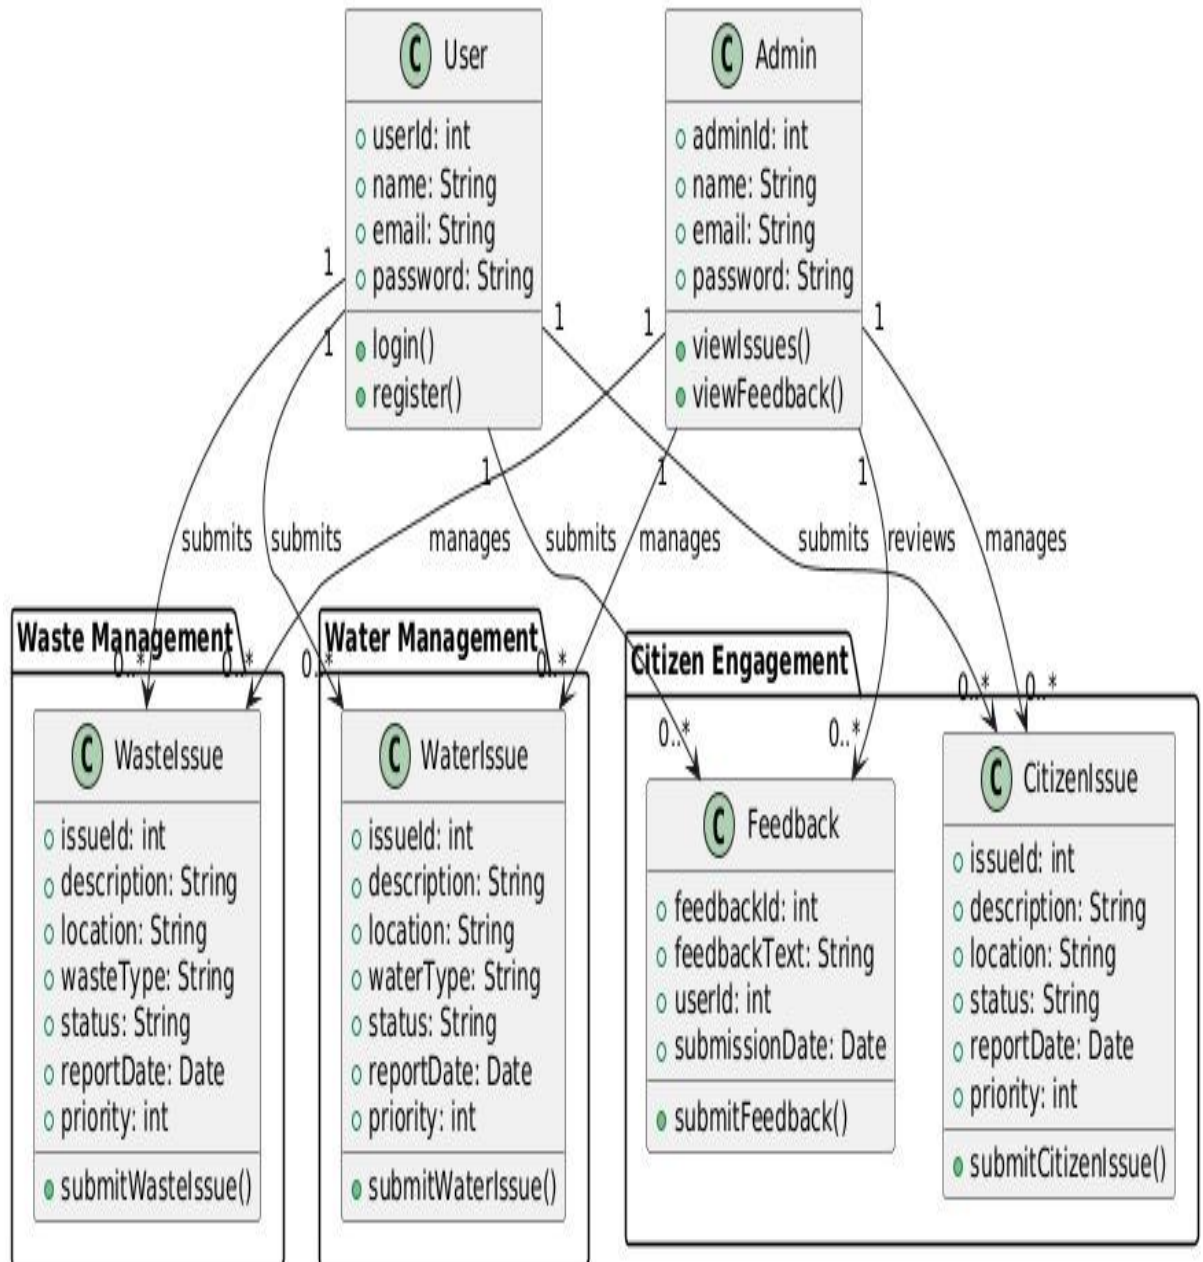 C User
userId: int
name: String
email: String
password: String
login()
register()
C Admin
adminId: int
name: String
email: String
password: String
viewIssues()
viewFeedback()
1
1
1
1
1
1
1
1
submits
submits
manages
submits
manages
submits
reviews
manages
Waste Management
0..*
0..*
C WasteIssue
issueId: int
description: String
location: String
wasteType: String
status: String
reportDate: Date
priority: int
submitWasteIssue()
Water Management
0..*
0..*
C WaterIssue
issueId: int
description: String
location: String
waterType: String
status: String
reportDate: Date
priority: int
submitWaterIssue()
Citizen Engagement
0..*
0..*
0..*
0..*
C Feedback
feedbackId: int
feedbackText: String
userId: int
submissionDate: Date
submitFeedback()
C CitizenIssue
issueId: int
description: String
location: String
status: String
reportDate: Date
priority: int
submitCitizenIssue()